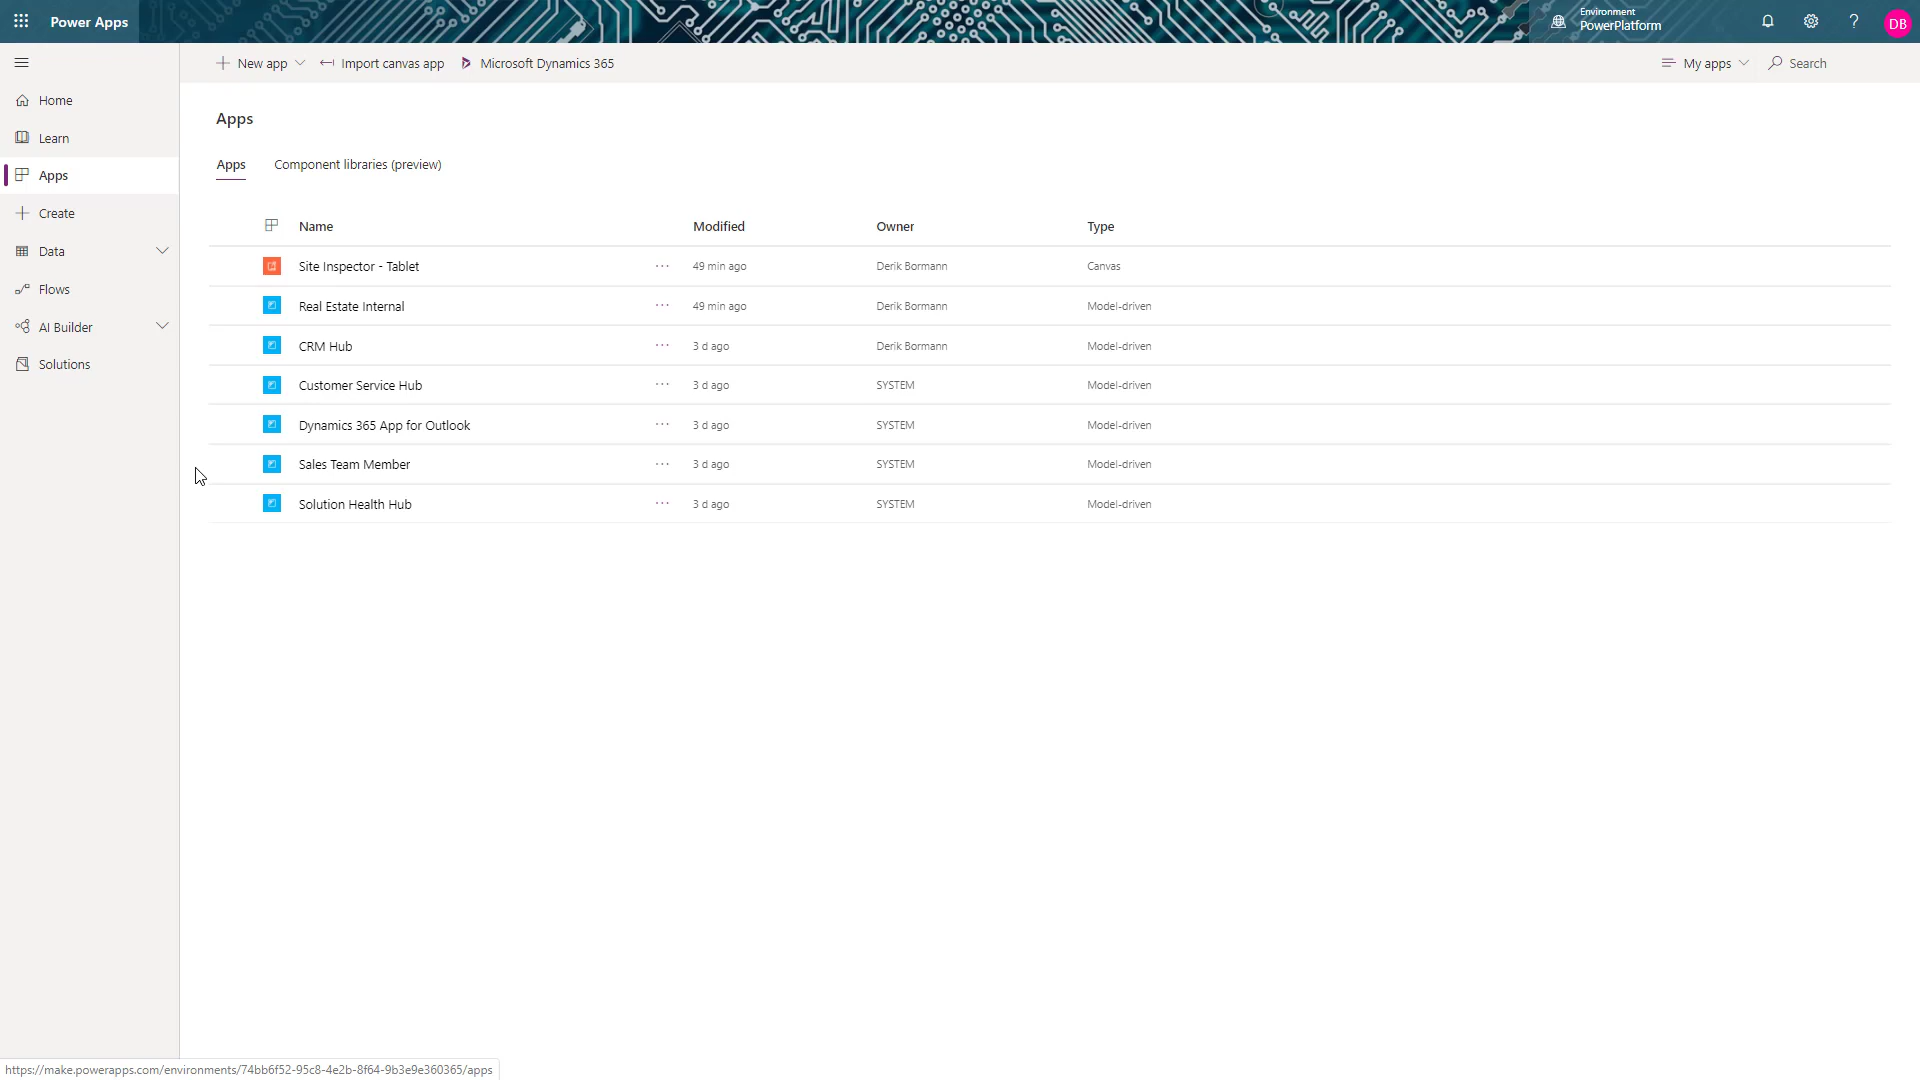 Power Apps
Environment
PowerPlatform
?
DB
New app
Import canvas app
Microsoft Dynamics 365
My apps
Search
Home
Learn
Apps
Create
Data
Flows
AI Builder
Solutions
Apps
Apps Component libraries (preview)
Name Modified Owner Type
Site Inspector - Tablet ... 49 min ago Derik Bormann Canvas
Real Estate Internal ... 49 min ago Derik Bormann Model-driven
CRM Hub ... 3 d ago Derik Bormann Model-driven
Customer Service Hub ... 3 d ago SYSTEM Model-driven
Dynamics 365 App for Outlook ... 3 d ago SYSTEM Model-driven
Sales Team Member ... 3 d ago SYSTEM Model-driven
Solution Health Hub ... 3 d ago SYSTEM Model-driven
https://make.powerapps.com/environments/74bb6f52-95c8-4e2b-8f64-9b3e9e360365/apps